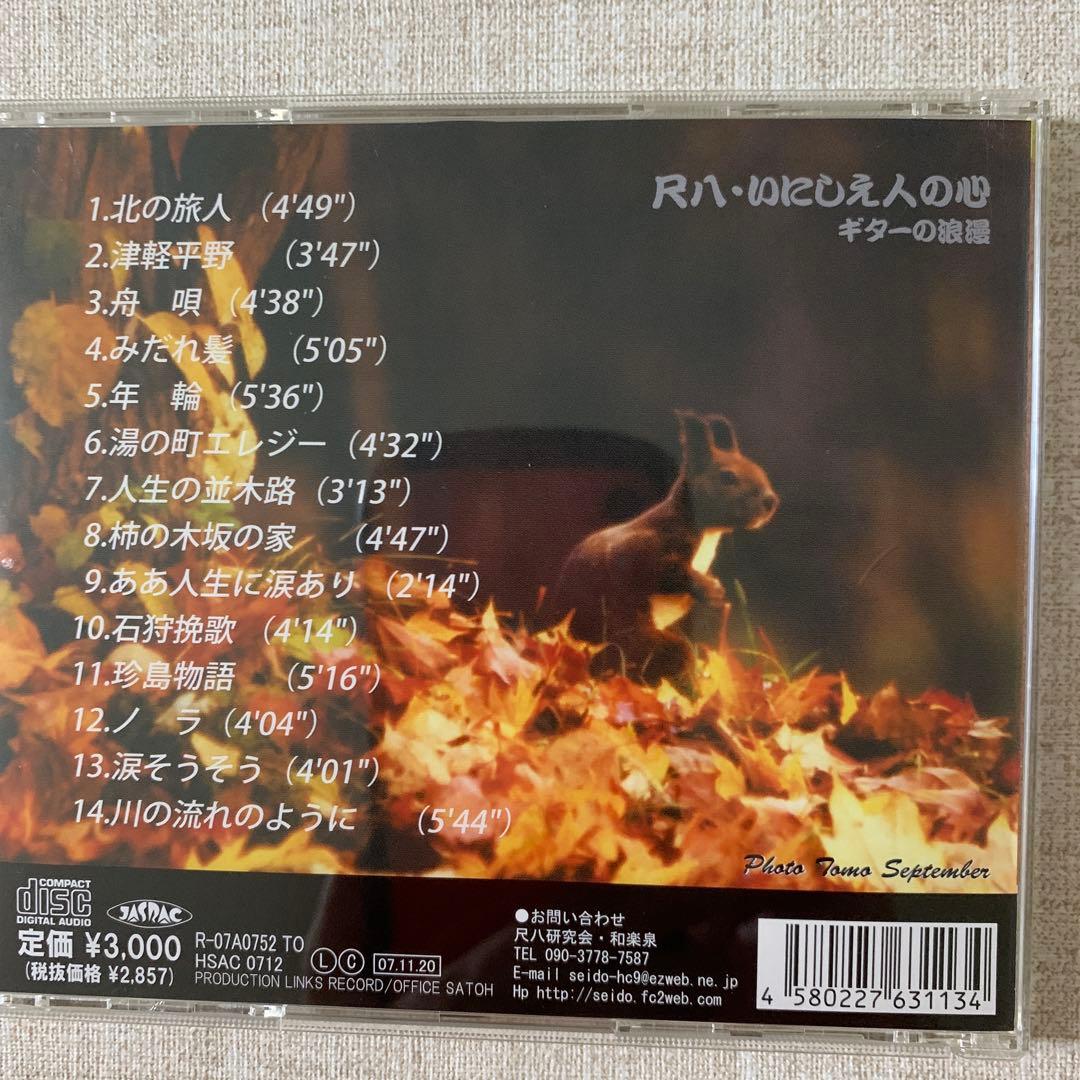 尺八・いにしえ人の心
ギターの浪漫
1.北の旅人 (4'49")
2.津軽平野 (3'47")
3.舟 唄 (4'38")
4.みだれ髪 (5'05")
5.年 輪 (5'36")
6.湯の町エレジー (4'32")
7.人生の並木路 (3'13")
8.柿の木坂の家 (4'47")
9.ああ人生に涙あり (2'14")
10.石狩挽歌 (4'14")
11.珍島物語 (5'16")
12.ノ ラ (4'04")
13.涙そうそう (4'01")
14.川の流れのように (5'44")
Photo Tomo September
COMPACT
disc
DIGITAL AUDIO
JASRAC
定価 ¥3,000
(税抜価格 ¥2,857)
R-07A0752 TO
HSAC 0712
L C 07.11.20
PRODUCTION LINKS RECORD/OFFICE SATOH
●お問い合わせ
尺八研究会・和楽泉
TEL 090-3778-7587
E-mail seido-hc9@ezweb.ne.jp
Hp http://seido.fc2web.com
4 580227 631134